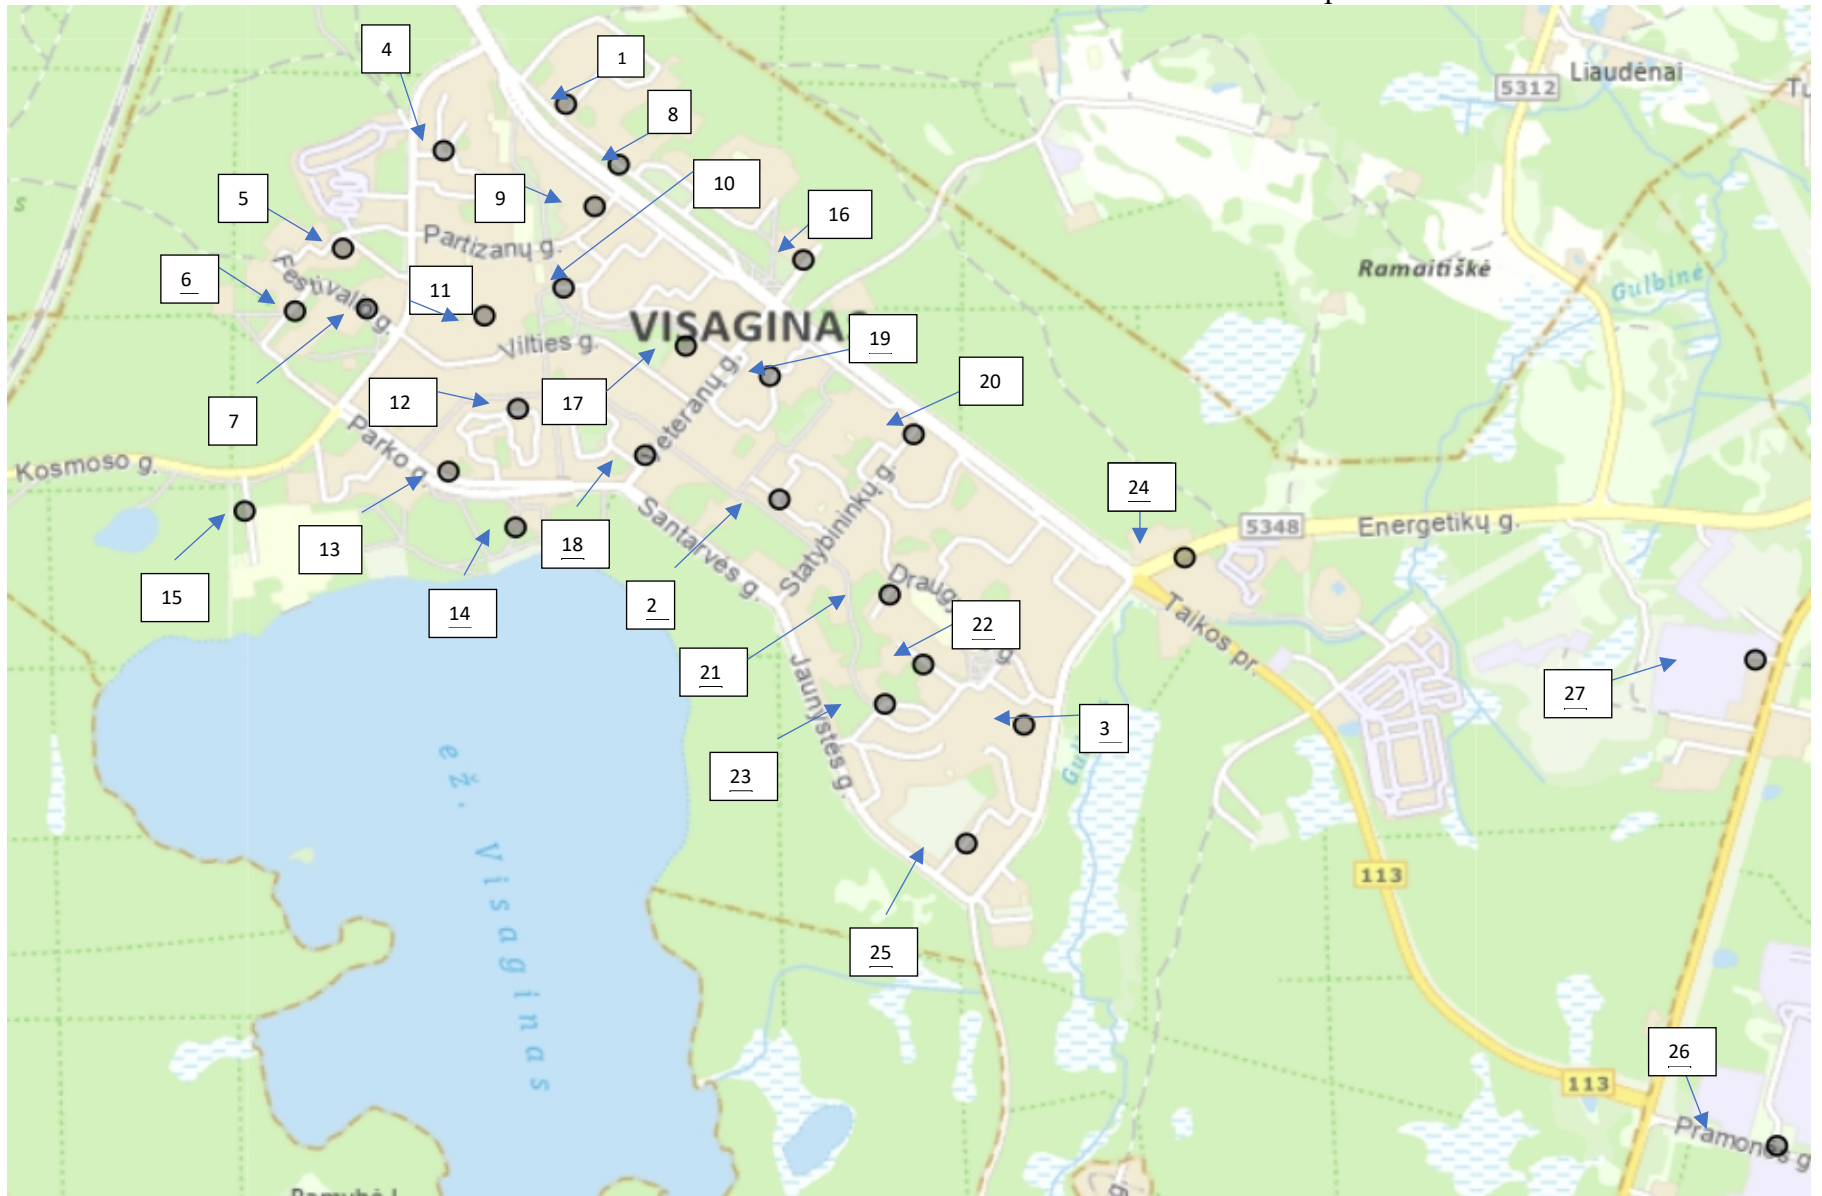 4
1
8
Liaudėnai
5312
Tu
s
5
9
10
16
Partizanų g.
Ramaitiškė
Gulbinė
6
Festivalio g.
11
VISAGINAS
Vilties g.
19
20
12
17
7
Veteranų g.
Parko g.
Kosmoso g.
24
5348
Energetikų g.
13
18
Santarvės g.
Statybininkų g.
15
14
2
Draugystės g.
22
Taikos pr.
21
27
Jaunystės g.
3
23
ež. Visaginas
113
25
26
113
Pramonės g
g.